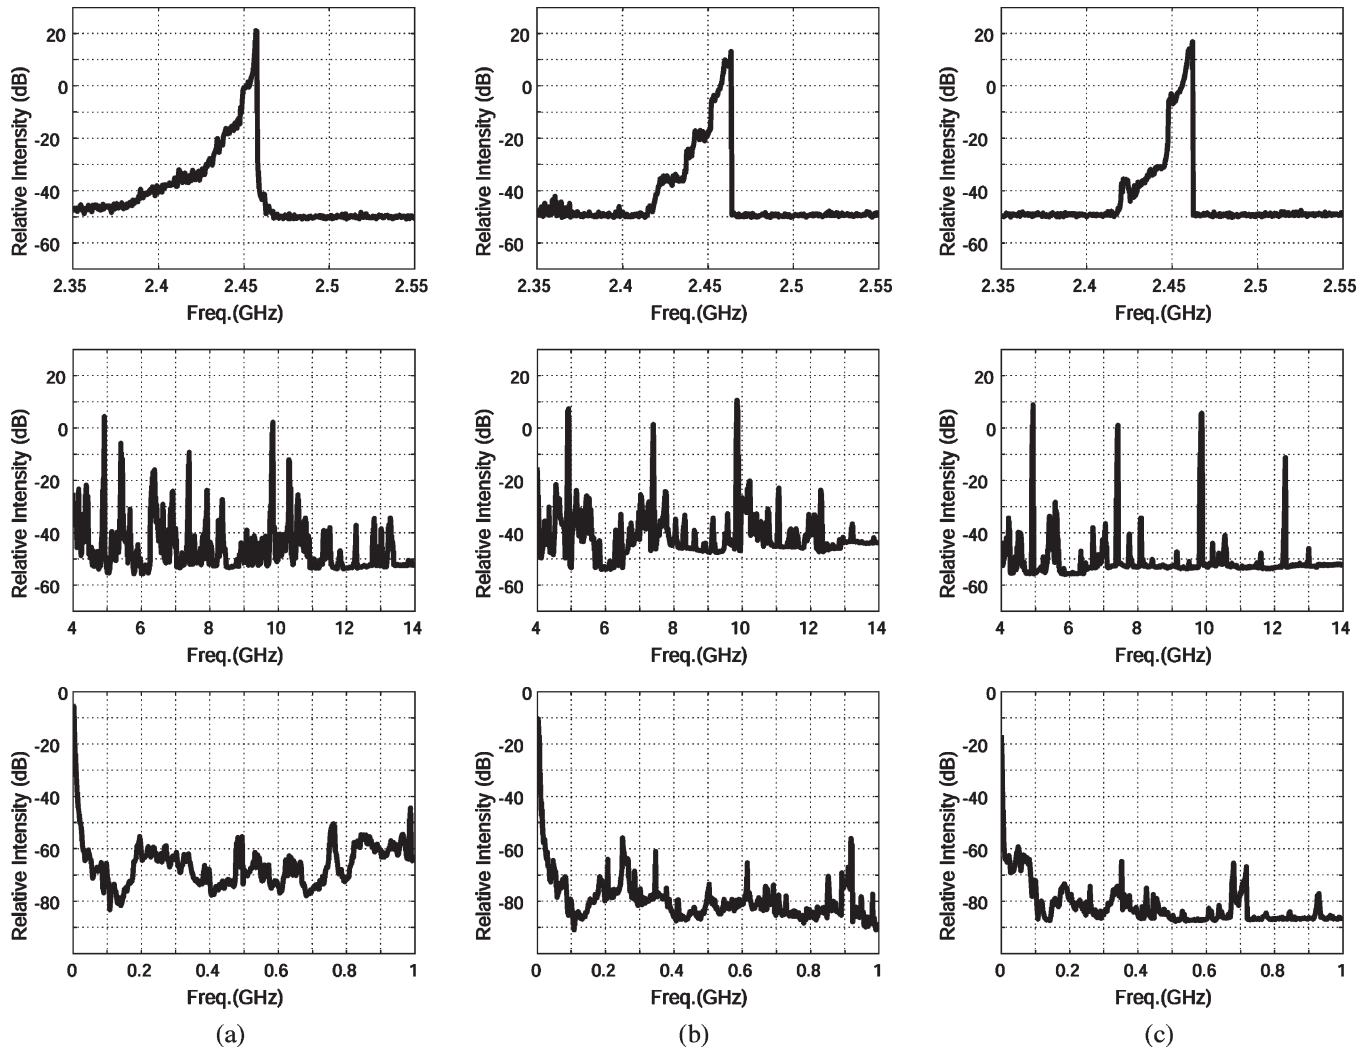 20 20 20
0 0 0
-20 -20 -20
-40 -40 -40
-60 -60 -60
Relative Intensity (dB) Relative Intensity (dB) Relative Intensity (dB)
2.35 2.4 2.45 2.5 2.55 2.35 2.4 2.45 2.5 2.55 2.35 2.4 2.45 2.5 2.55
Freq.(GHz) Freq.(GHz) Freq.(GHz)
20 20 20
0 0 0
-20 -20 -20
-40 -40 -40
-60 -60 -60
Relative Intensity (dB) Relative Intensity (dB) Relative Intensity (dB)
4 6 8 10 12 14 4 6 8 10 12 14 4 6 8 10 12 14
Freq.(GHz) Freq.(GHz) Freq.(GHz)
0 0 0
-20 -20 -20
-40 -40 -40
-60 -60 -60
-80 -80 -80
Relative Intensity (dB) Relative Intensity (dB) Relative Intensity (dB)
0 0.2 0.4 0.6 0.8 1 0 0.2 0.4 0.6 0.8 1 0 0.2 0.4 0.6 0.8 1
Freq.(GHz) Freq.(GHz) Freq.(GHz)
(a) (b) (c)